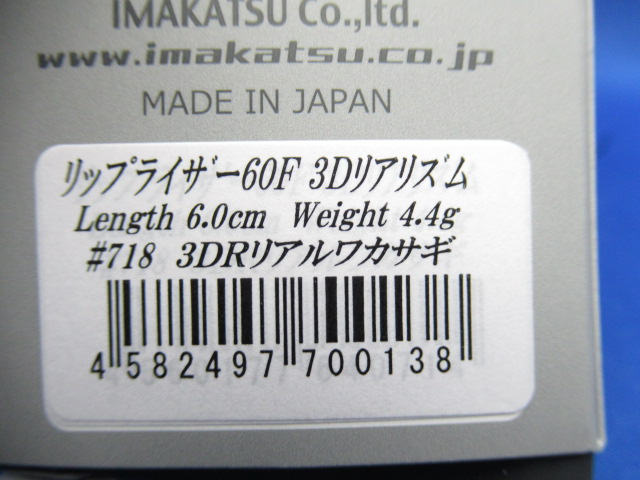 IMAKATSU Co.,ltd.
www.imakatsu.co.jp
MADE IN JAPAN
リップライザー60F 3Dリアリズム
Length 6.0cm Weight 4.4g
#718 3DRリアルワカサギ
4 582497 700138